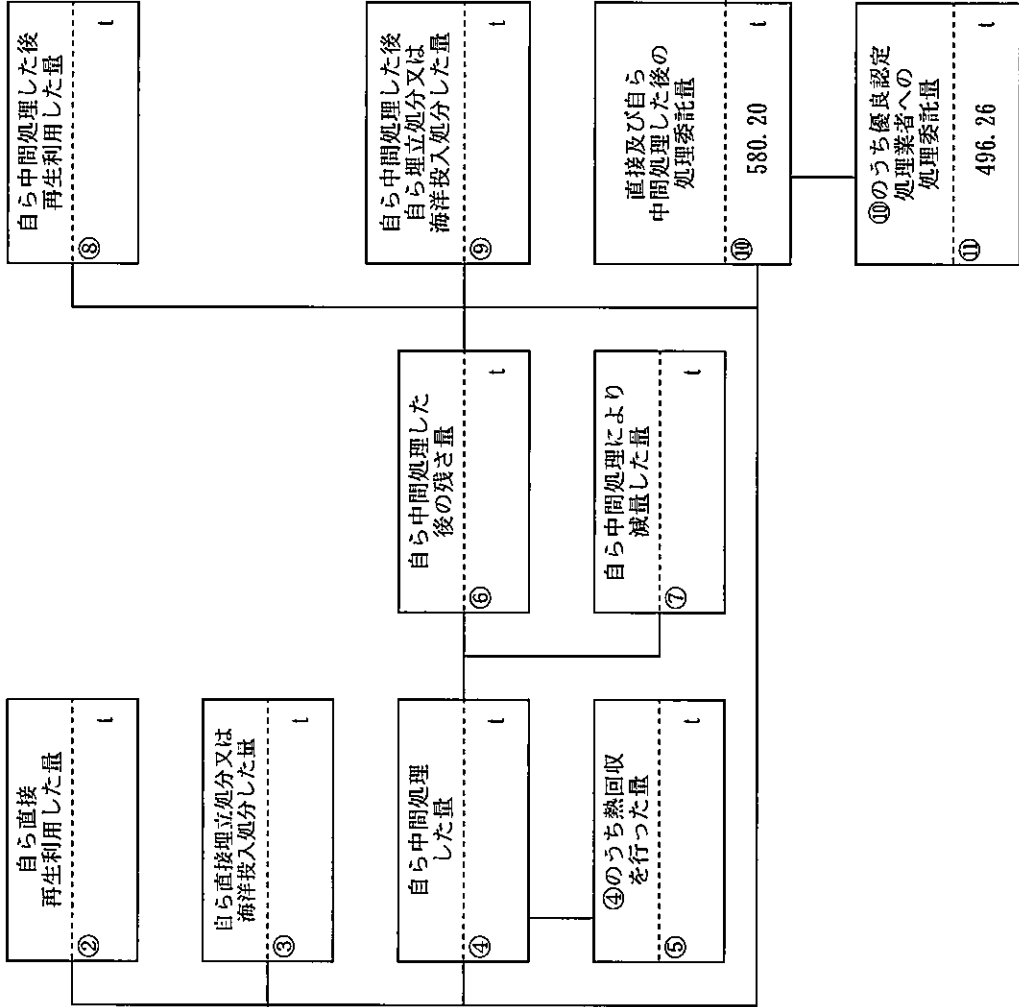 自ら直接
再生利用した量
② t
自ら直接埋立処分又は
海洋投入処分した量
③ t
自ら中間処理
した量
④ t
④のうち熱回収
を行った量
⑤ t
自ら中間処理した
後の残さ量
⑥ t
自ら中間処理により
減量した量
⑦ t
自ら中間処理した後
再生利用した量
⑧ t
自ら中間処理した後
自ら埋立処分又は
海洋投入処分した量
⑨ t
直接及び自ら
中間処理した後の
処理委託量
⑩ 580.20 t
⑩のうち優良認定
処理業者への
処理委託量
⑪ 496.26 t